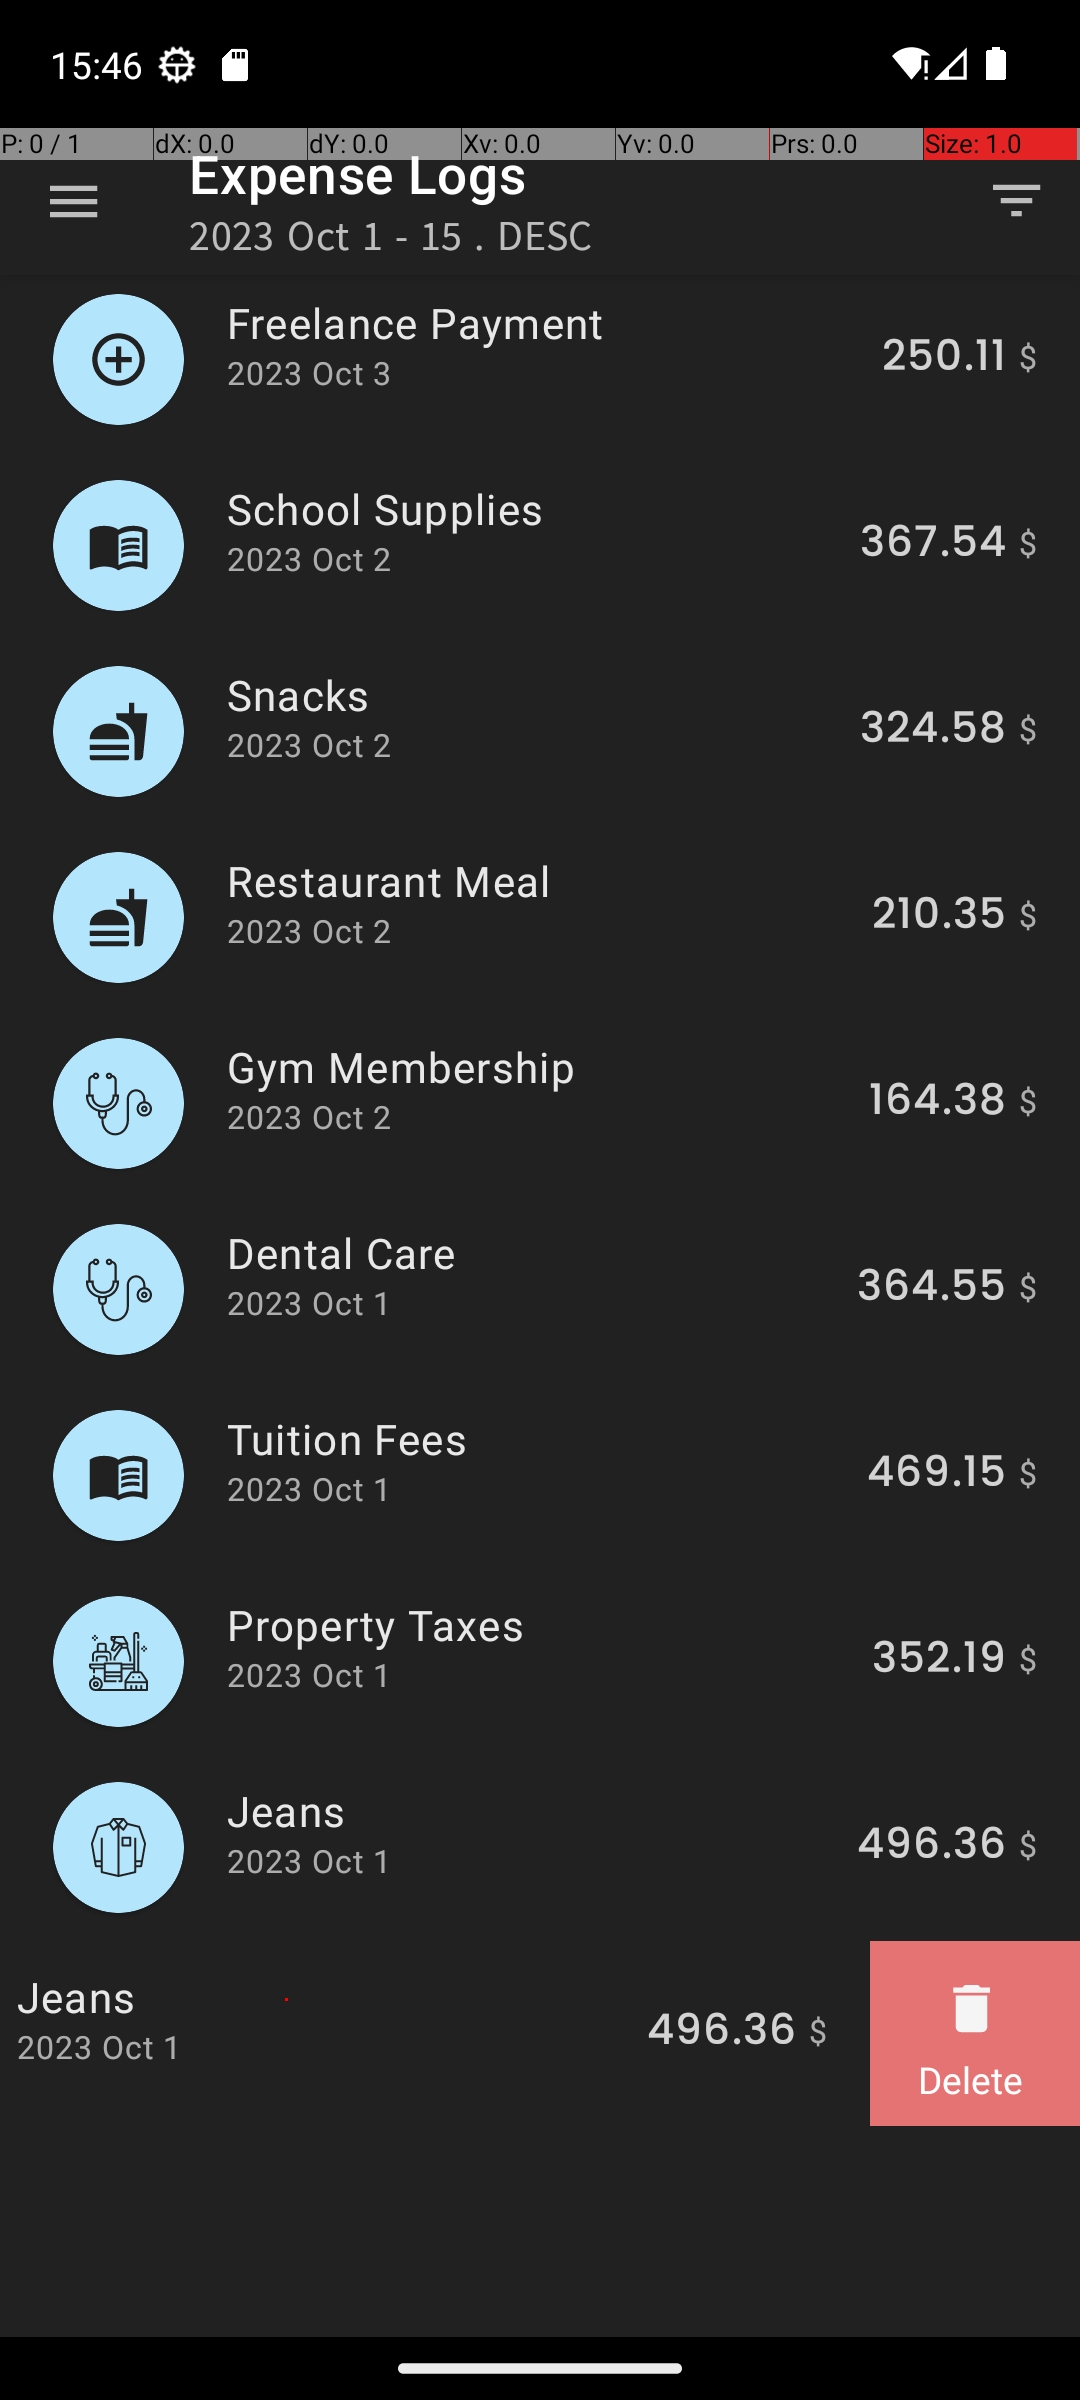 15:46
P: 0 / 1 dX: 0.0 dY: 0.0 Xv: 0.0 Yv: 0.0 Prs: 0.0 Size: 1.0
Expense Logs
2023 Oct 1 - 15 . DESC
Freelance Payment
2023 Oct 3
250.11 $
School Supplies
2023 Oct 2
367.54 $
Snacks
2023 Oct 2
324.58 $
Restaurant Meal
2023 Oct 2
210.35 $
Gym Membership
2023 Oct 2
164.38 $
Dental Care
2023 Oct 1
364.55 $
Tuition Fees
2023 Oct 1
469.15 $
Property Taxes
2023 Oct 1
352.19 $
Jeans
2023 Oct 1
496.36 $
Jeans
2023 Oct 1
496.36 $
Delete